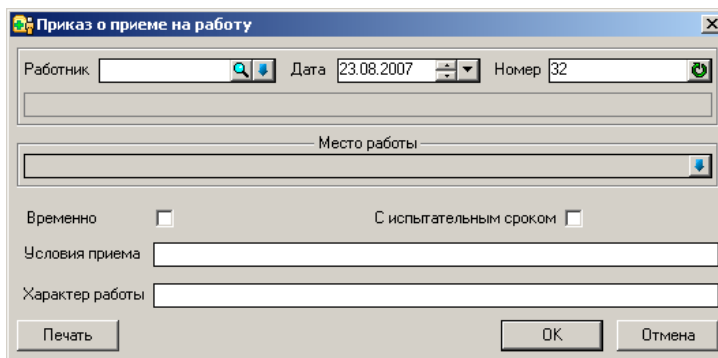 Приказ о приеме на работу
Работник Дата 23.08.2007 Номер 32
Место работы
Временно С испытательным сроком
Условия приема
Характер работы
Печать OK Отмена